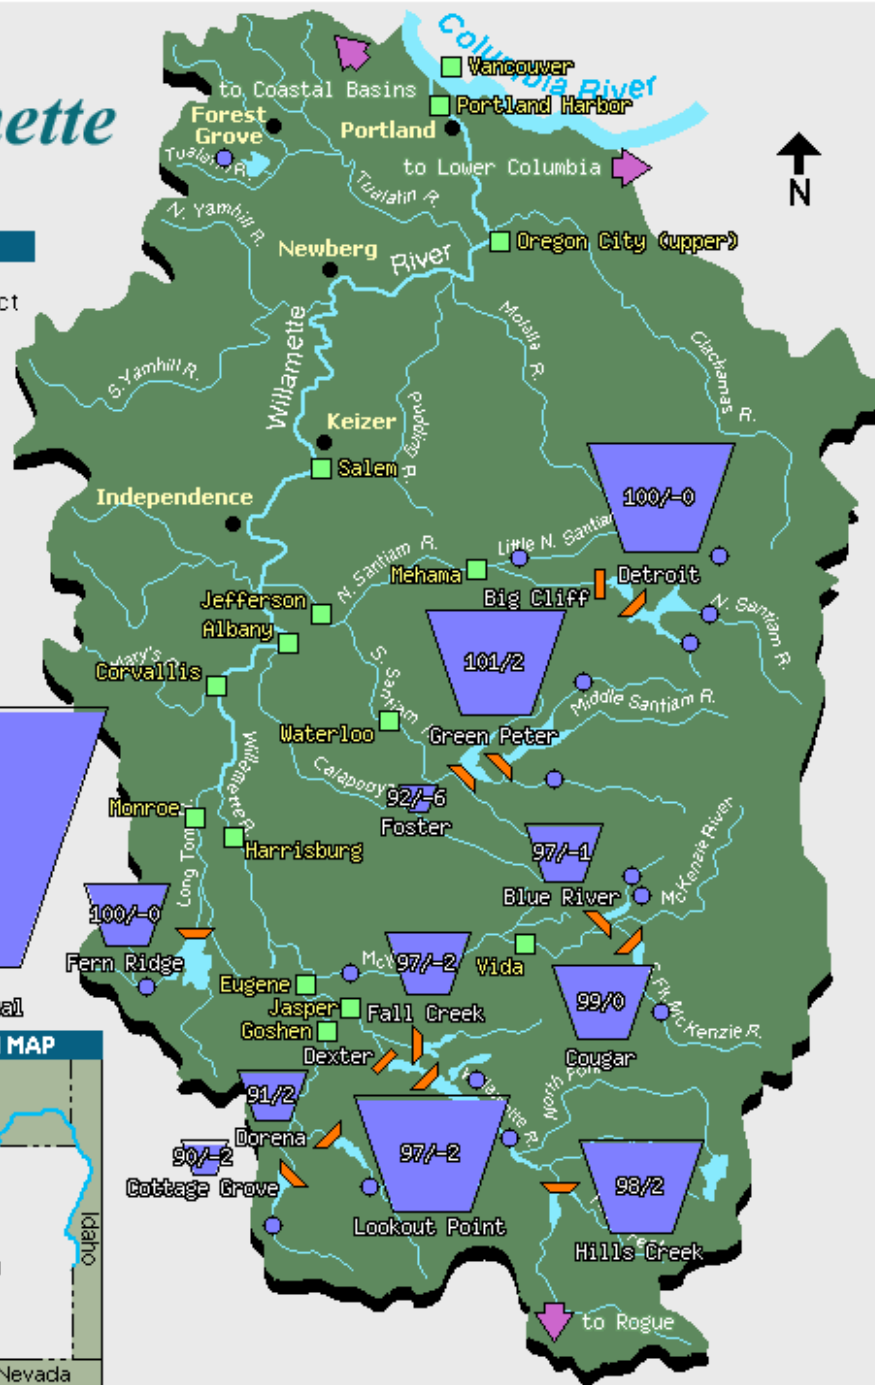 Columbia River
Vancouver
to Coastal Basins
Portland Harbor
Forest
Grove
Portland
Tualatin R.
to Lower Columbia
N
Tualatin R.
N. Yamhill R.
Oregon City (upper)
Newberg
River
Willamette
Molalla R.
Clackamas R.
S. Yamhill R.
Pudding R.
Keizer
Salem
100/-0
Independence
Little N. Santiam
N. Santiam R.
Mehama
Detroit
Big Cliff
Jefferson
N. Santiam R.
Albany
101/2
Corvallis
S. Santiam
Middle Santiam R.
Waterloo
Green Peter
Willamette R.
Calapooya
92/-6
Foster
Monroe
Harrisburg
97/-1
Long Tom
McKenzie River
Blue River
100/-0
Fern Ridge
97/-2
Vida
Eugene
Fall Creek
99/0
S. Fk. McKenzie R.
Jasper
Goshen
Dexter
Cougar
MAP
91/2
Dorena
North Fork
90/-2
97/-2
98/2
Cottage Grove
Lookout Point
Hills Creek
Idaho
to Rogue
Nevada